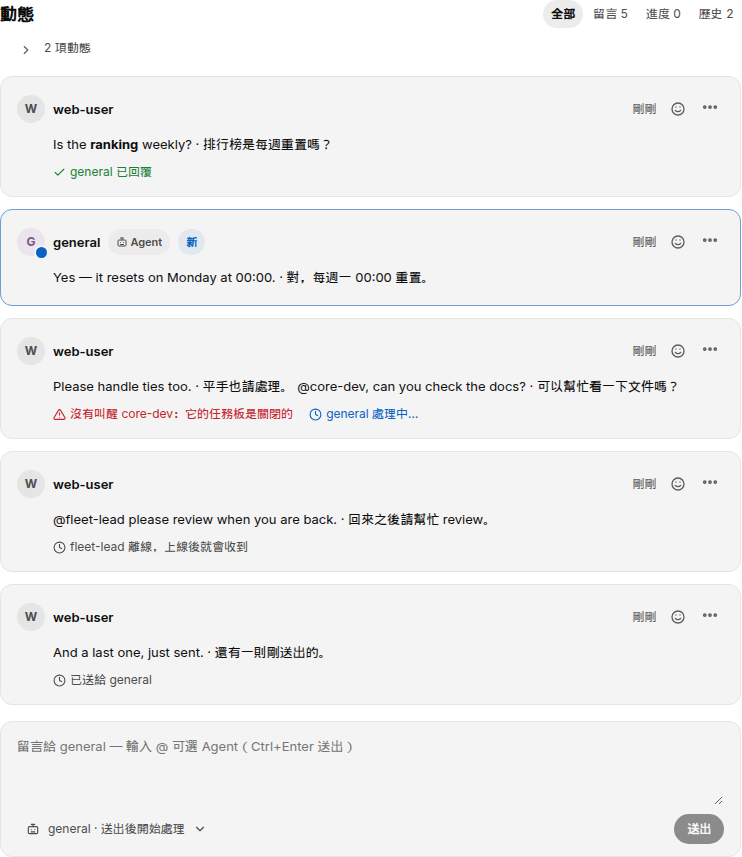 動態
全部 留言 5 進度 0 歷史 2
2 項動態
W web-user 剛剛
Is the ranking weekly? · 排行榜是每週重置嗎？
general 已回覆
G general Agent 新 剛剛
Yes — it resets on Monday at 00:00. · 對，每週一 00:00 重置。
W web-user 剛剛
Please handle ties too. · 平手也請處理。 @core-dev, can you check the docs? · 可以幫忙看一下文件嗎？
沒有叫醒 core-dev：它的任務板是關閉的 general 處理中...
W web-user 剛剛
@fleet-lead please review when you are back. · 回來之後請幫忙 review。
fleet-lead 離線，上線後就會收到
W web-user 剛剛
And a last one, just sent. · 還有一則剛送出的。
已送給 general
留言給 general — 輸入 @ 可選 Agent（Ctrl+Enter 送出）
general · 送出後開始處理 送出